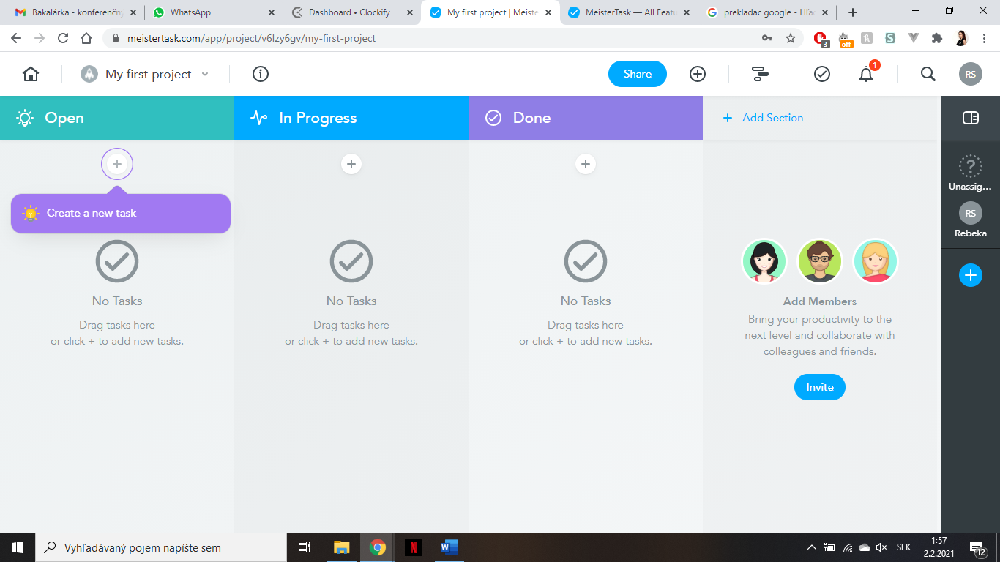 Bakalárka - konferenčný
WhatsApp
Dashboard • Clockify
My first project | Meiste
MeisterTask — All Featu
prekladac google - Hľad
meistertask.com/app/project/v6Izy6gv/my-first-project
3
off
My first project
Share
1
RS
Open
In Progress
Done
+ Add Section
Create a new task
?
Unassig...
RS
Rebeka
No Tasks
Drag tasks here
or click + to add new tasks.
No Tasks
Drag tasks here
or click + to add new tasks.
No Tasks
Drag tasks here
or click + to add new tasks.
Add Members
Bring your productivity to the
next level and collaborate with
colleagues and friends.
Invite
Vyhľadávaný pojem napíšte sem
N
W
SLK
1:57
2.2.2021
12